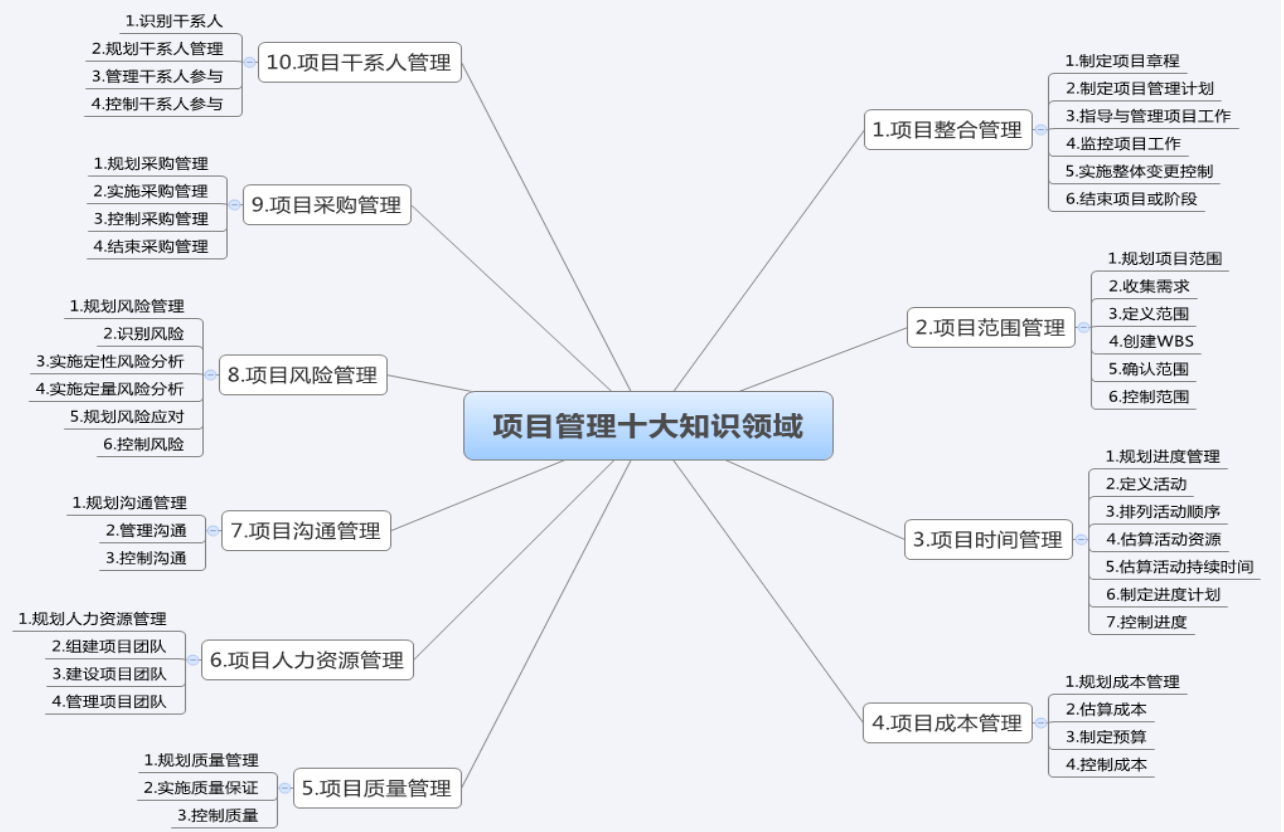 项目管理十大知识领域
1.项目整合管理
1.制定项目章程
2.制定项目管理计划
3.指导与管理项目工作
4.监控项目工作
5.实施整体变更控制
6.结束项目或阶段
2.项目范围管理
1.规划项目范围
2.收集需求
3.定义范围
4.创建WBS
5.确认范围
6.控制范围
3.项目时间管理
1.规划进度管理
2.定义活动
3.排列活动顺序
4.估算活动资源
5.估算活动持续时间
6.制定进度计划
7.控制进度
4.项目成本管理
1.规划成本管理
2.估算成本
3.制定预算
4.控制成本
5.项目质量管理
1.规划质量管理
2.实施质量保证
3.控制质量
6.项目人力资源管理
1.规划人力资源管理
2.组建项目团队
3.建设项目团队
4.管理项目团队
7.项目沟通管理
1.规划沟通管理
2.管理沟通
3.控制沟通
8.项目风险管理
1.规划风险管理
2.识别风险
3.实施定性风险分析
4.实施定量风险分析
5.规划风险应对
6.控制风险
9.项目采购管理
1.规划采购管理
2.实施采购管理
3.控制采购管理
4.结束采购管理
10.项目干系人管理
1.识别干系人
2.规划干系人管理
3.管理干系人参与
4.控制干系人参与